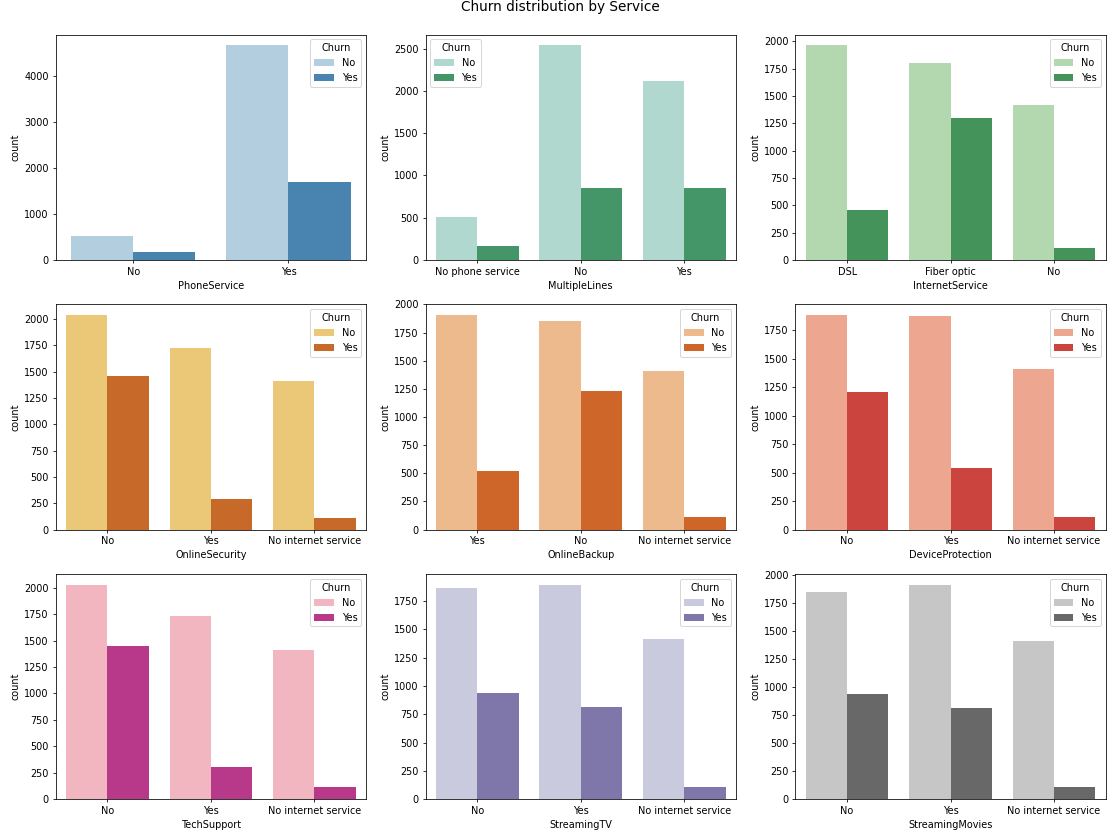 Churn distribution by Service
4000
3000
2000
1000
0
count
Churn
No
Yes
No Yes
PhoneService
2500
2000
1500
1000
500
0
count
Churn
No
Yes
No phone service No Yes
MultipleLines
2000
1750
1500
1250
1000
750
500
250
0
count
Churn
No
Yes
DSL Fiber optic No
InternetService
2000
1750
1500
1250
1000
750
500
250
0
count
Churn
No
Yes
No Yes No internet service
OnlineSecurity
2000
1750
1500
1250
1000
750
500
250
0
count
Churn
No
Yes
Yes No No internet service
OnlineBackup
1750
1500
1250
1000
750
500
250
0
count
Churn
No
Yes
No Yes No internet service
DeviceProtection
2000
1750
1500
1250
1000
750
500
250
0
count
Churn
No
Yes
No Yes No internet service
TechSupport
1750
1500
1250
1000
750
500
250
0
count
Churn
No
Yes
No Yes No internet service
StreamingTV
2000
1750
1500
1250
1000
750
500
250
0
count
Churn
No
Yes
No Yes No internet service
StreamingMovies